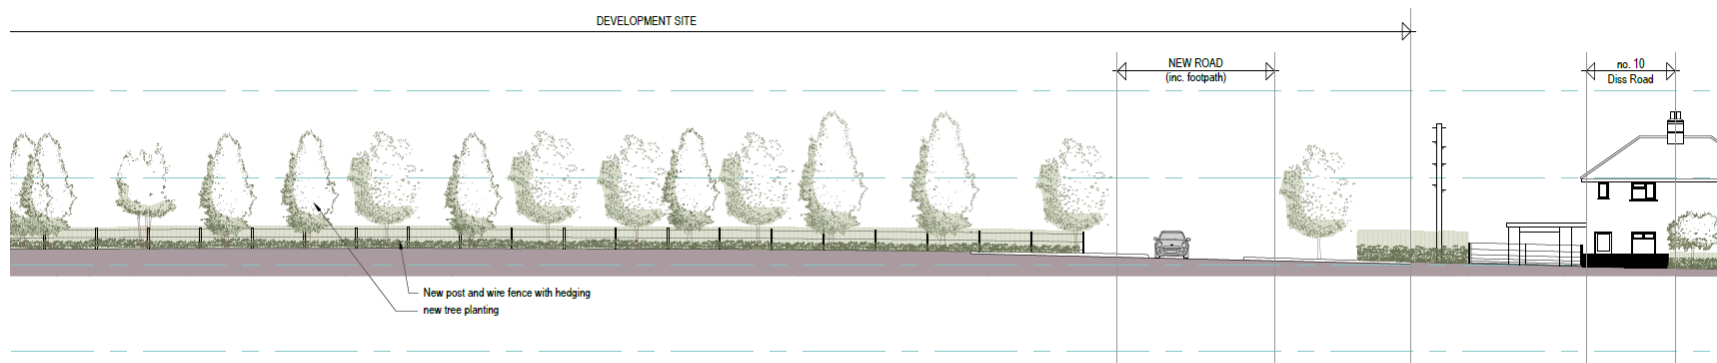 DEVELOPMENT SITE
NEW ROAD
(inc. footpath)
no. 10
Diss Road
New post and wire fence with hedging
new tree planting